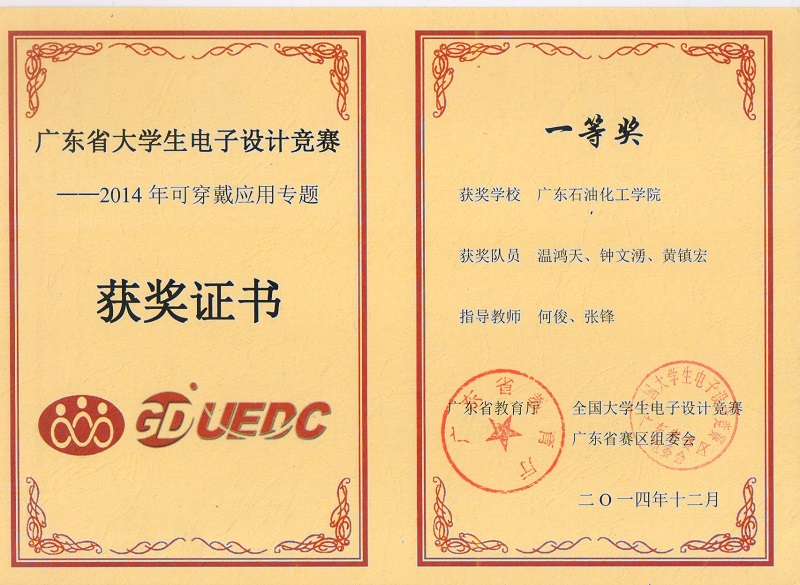 广东省大学生电子设计竞赛
——2014 年可穿戴应用专题
获奖证书
GDUEDC
一等奖
获奖学校 广东石油化工学院
获奖队员 温鸿天、钟文湧、黄镇宏
指导教师 何俊、张锋
广东省教育厅
全国大学生电子设计竞赛
广东省赛区组委会
二〇一四年十二月
广东省教育厅